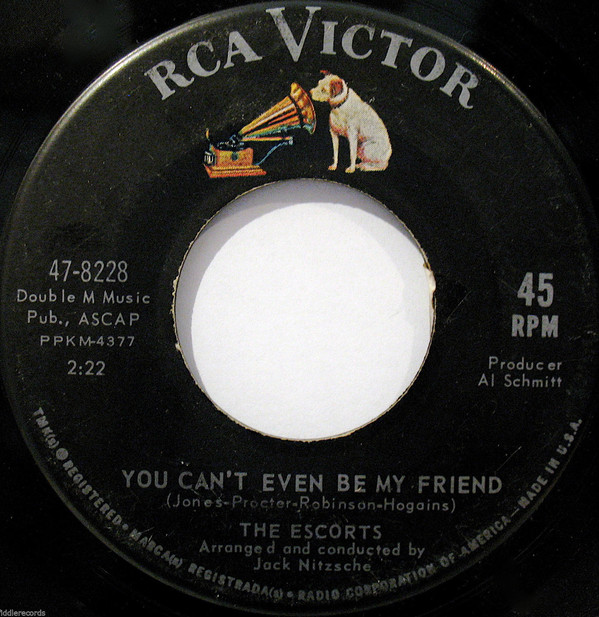 RCA VICTOR
47-8228
Double M Music
Pub., ASCAP
PPKM-4377
2:22
45
RPM
Producer
Al Schmitt
YOU CAN'T EVEN BE MY FRIEND
(Jones-Procter-Robinson-Hogains)
THE ESCORTS
Arranged and conducted by
Jack Nitzsche
TMK(s) ® REGISTERED • MARCA(s) REGISTRADA(s) • RADIO CORPORATION OF AMERICA—MADE IN U.S.A.
fiddlerecords